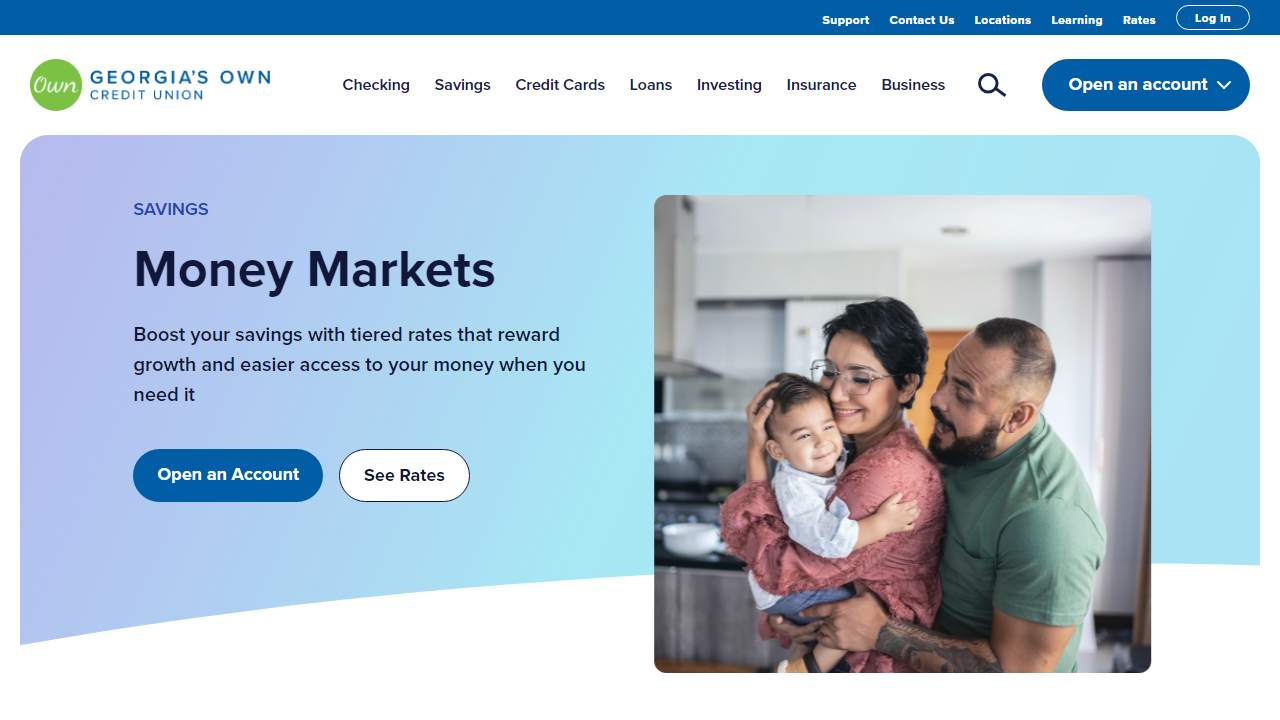 Support Contact Us Locations Learning Rates Log In
Own GEORGIA'S OWN
CREDIT UNION
Checking Savings Credit Cards Loans Investing Insurance Business Open an account
SAVINGS
Money Markets
Boost your savings with tiered rates that reward
growth and easier access to your money when you
need it
Open an Account See Rates